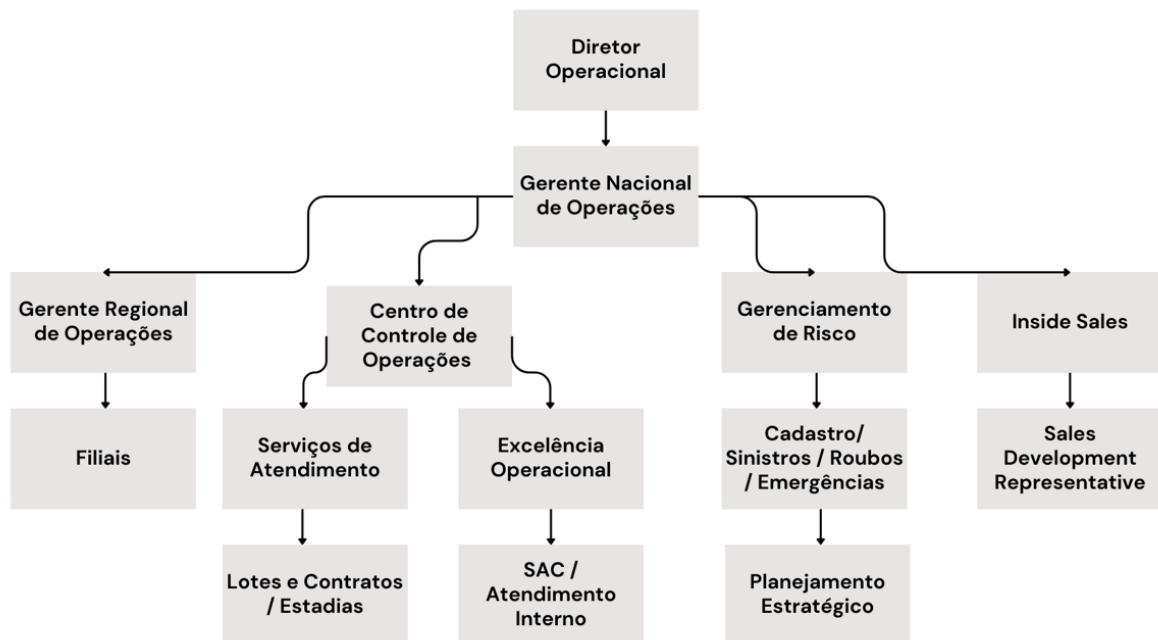 Diretor
Operacional
Gerente Nacional
de Operações
Gerente Regional
de Operações
Centro de
Controle de
Operações
Gerenciamento
de Risco
Inside Sales
Filiais
Serviços de
Atendimento
Excelência
Operacional
Cadastro/
Sinistros / Roubos
/ Emergências
Sales
Development
Representative
Lotes e Contratos
/ Estadias
SAC /
Atendimento
Interno
Planejamento
Estratégico